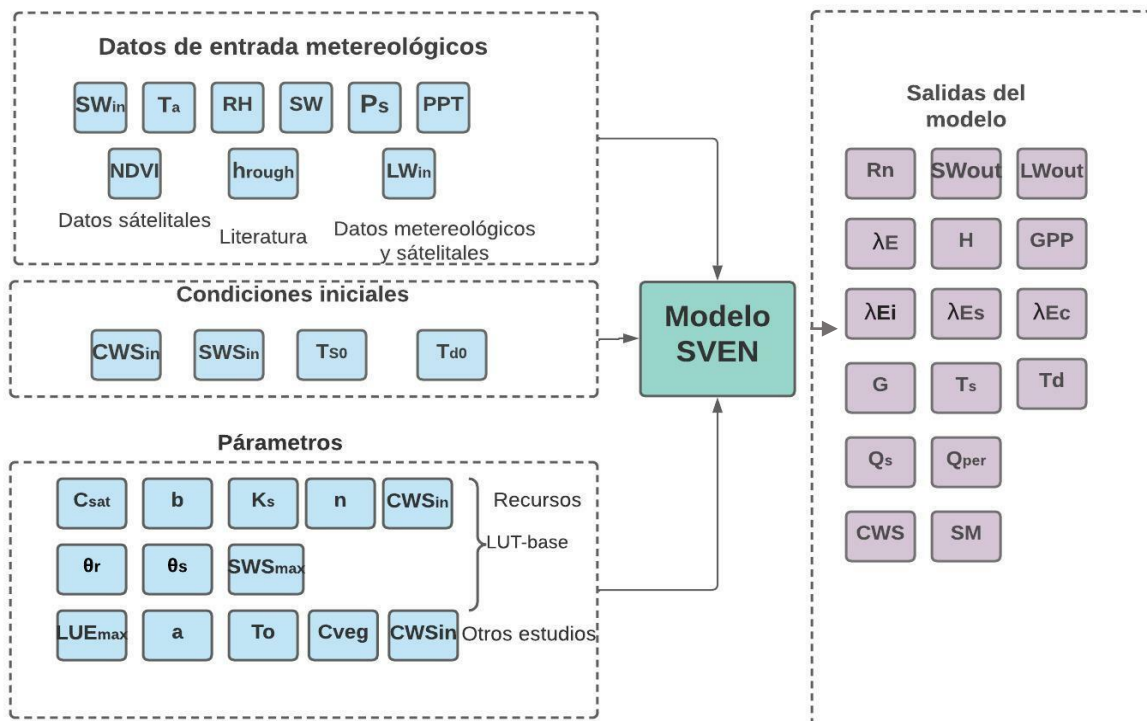 Datos de entrada metereológicos
SWin Ta RH SW Ps PPT
NDVI hrough LWin
Datos sátelitales
Literatura
Datos metereológicos
y sátelitales
Condiciones iniciales
CWSin SWSin TS0 Td0
Párametros
Csat b Ks n CWSin
Recursos
LUT-base
θr θs SWSmax
LUEmax a To Cveg CWSin Otros estudios
Modelo
SVEN
Salidas del
modelo
Rn SWout LWout
λE H GPP
λEi λEs λEc
G Ts Td
Qs Qper
CWS SM